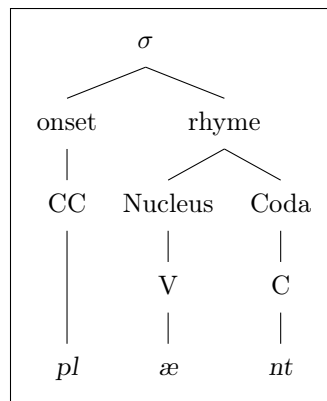 σ
onset rhyme
CC Nucleus Coda
V C
pl æ nt